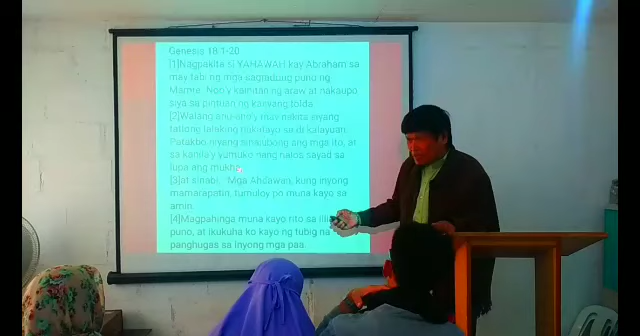 Genesis 18:1-20
[1]Nagpakita si YAHAWAH kay Abraham sa
may tabi ng mga sagradung puno ng
Mamre. Noo'y kainitan ng araw at nakaupo
siya sa pintuan ng kanyang tolda.
[2]Walang anu-ano'y may nakita siyang
tatlong lalaking nakatayo sa di kalayuan.
Patakbo niyang sinalubong ang mga ito, at
sa kanila'y yumuko nang halos sayad sa
lupa ang mukha
[3]at sinabi, "Mga Ahdawan, kung inyong
mamarapatin, tumuloy po muna kayo sa
amin.
[4]Magpahinga muna kayo rito sa
puno, at ikukuha ko kayo ng tubig na
panghugas sa inyong mga paa.